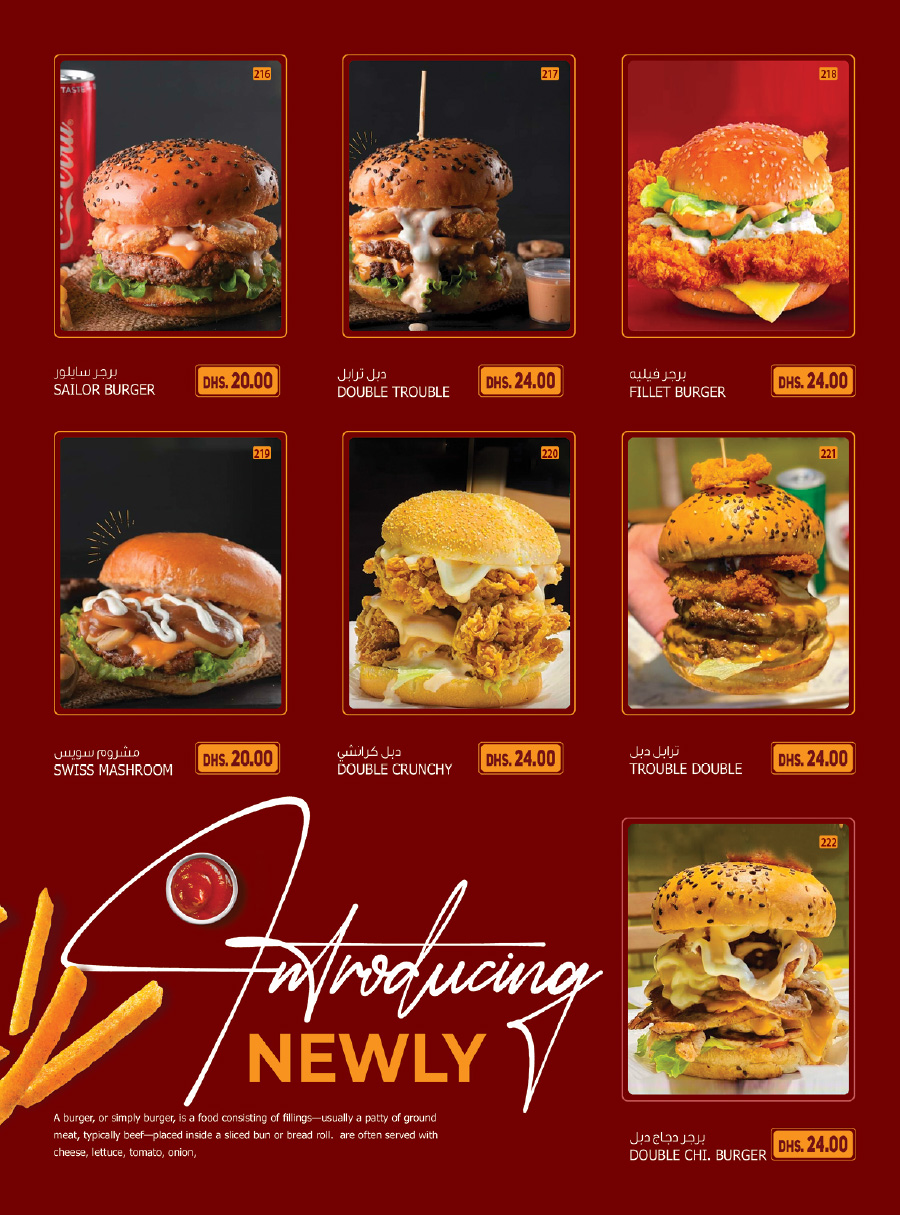 216
TASTE
217
218
برجر سايلور
SAILOR BURGER
DHS. 20.00
دبل ترابل
DOUBLE TROUBLE
DHS. 24.00
برجر فيليه
FILLET BURGER
DHS. 24.00
219
220
221
مشروم سويس
SWISS MASHROOM
DHS. 20.00
دبل كرانشي
DOUBLE CRUNCHY
DHS. 24.00
ترابل دبل
TROUBLE DOUBLE
DHS. 24.00
222
Introducing
NEWLY
A burger, or simply burger, is a food consisting of fillings—usually a patty of ground
meat, typically beef—placed inside a sliced bun or bread roll. are often served with
cheese, lettuce, tomato, onion,
برجر دجاج دبل
DOUBLE CHI. BURGER
DHS. 24.00